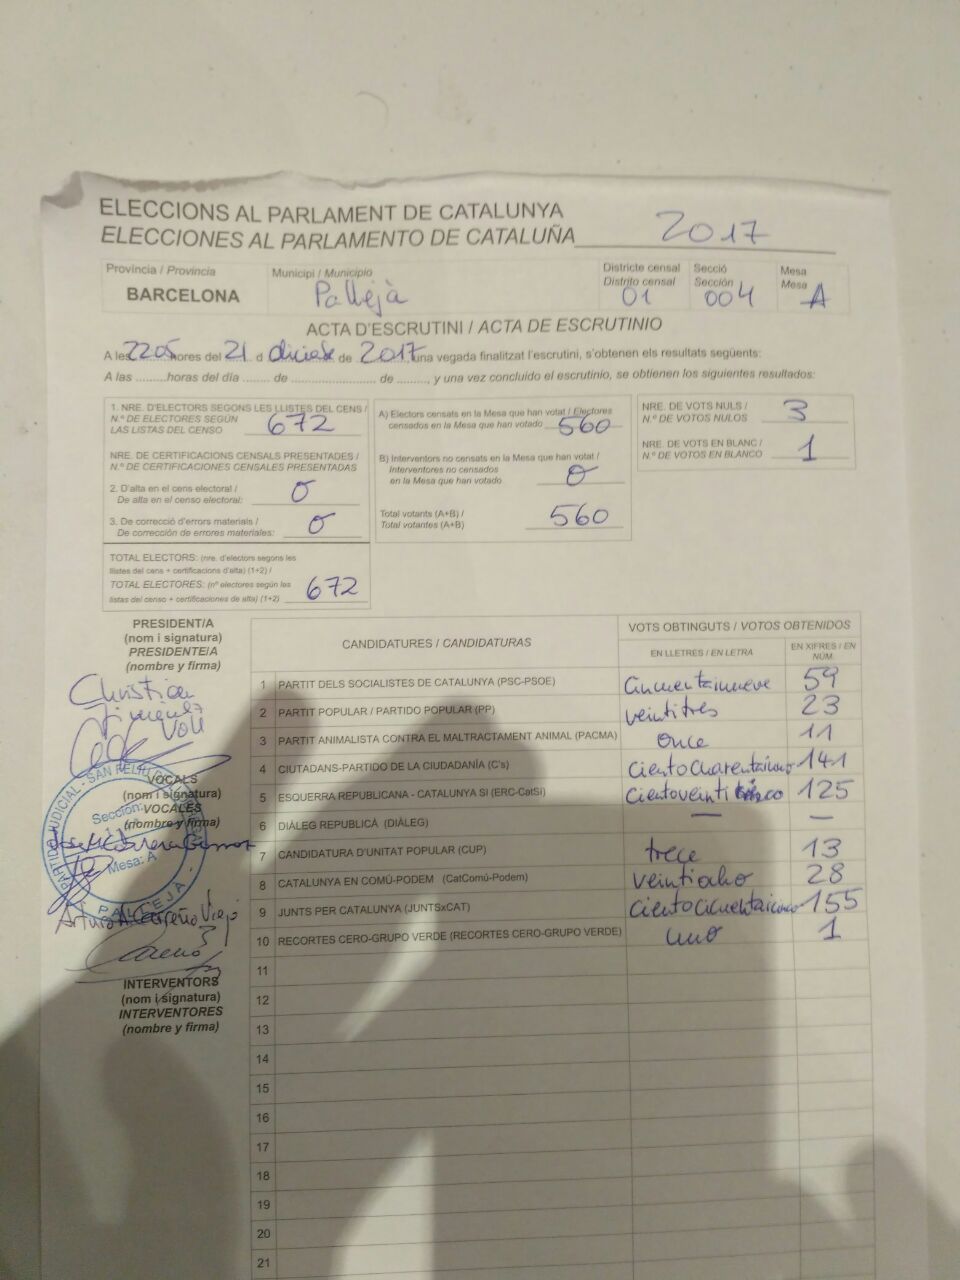 ELECCIONS AL PARLAMENT DE CATALUNYA
ELECCIONES AL PARLAMENTO DE CATALUÑA 2017
Provincia / Provincia
BARCELONA
Municipi / Municipio
Pallejà
Districte censal
Distrito censal
01
Secció
Sección
004
Mesa
Mesa
A
ACTA D'ESCRUTINI / ACTA DE ESCRUTINIO
A les 2205 hores del 21 d de 2017 una vegada finalitzat l'escrutini, s'obtenen els resultats següents:
A las .........horas del día ....... de ........................ de ........, y una vez concluido el escrutinio, se obtienen los siguientes resultados:
1. NRE. D'ELECTORS SEGONS LES LLISTES DEL CENS /
N.º DE ELECTORES SEGÚN
LAS LISTAS DEL CENSO 672
NRE. DE CERTIFICACIONS CENSALS PRESENTADES /
N.º DE CERTIFICACIONES CENSALES PRESENTADAS
2. D'alta en el cens electoral /
De alta en el censo electoral: 0
3. De correcció d'errors materials /
De corrección de errores materiales: 0
TOTAL ELECTORS: (nre. d'electors segons les
llistes del cens + certificacions d'alta) (1+2) /
TOTAL ELECTORES: (nº electores según las
listas del censo + certificaciones de alta) (1+2) 672
A) Electors censats en la Mesa que han votat / Electores
censados en la Mesa que han votado 560
B) Interventors no censats en la Mesa que han votat /
Interventores no censados
en la Mesa que han votado 0
Total votants (A+B) /
Total votantes (A+B) 560
NRE. DE VOTS NULS /
N.º DE VOTOS NULOS 3
NRE. DE VOTS EN BLANC /
N.º DE VOTOS EN BLANCO 1
PRESIDENT/A
(nom i signatura)
PRESIDENTE/A
(nombre y firma)
Christian
VOCALS
(nom i signatura)
VOCALES
(nombre y firma)
PARTIDO JUDICIAL - SAN FELIU
Sección:
Mesa: A
PALLEJA
Arturo
INTERVENTORS
(nom i signatura)
INTERVENTORES
(nombre y firma)
CANDIDATURES / CANDIDATURAS
VOTS OBTINGUTS / VOTOS OBTENIDOS
EN LLETRES / EN LETRA
EN XIFRES / EN NÚM.
1 PARTIT DELS SOCIALISTES DE CATALUNYA (PSC-PSOE) cincuentainueve 59
2 PARTIT POPULAR / PARTIDO POPULAR (PP) veintitres 23
3 PARTIT ANIMALISTA CONTRA EL MALTRACTAMENT ANIMAL (PACMA) once 11
4 CIUTADANS-PARTIDO DE LA CIUDADANÍA (C's) 141
5 ESQUERRA REPUBLICANA - CATALUNYA SI (ERC-CatSí) 125
6 DIÀLEG REPUBLICÀ (DIÀLEG) — —
7 CANDIDATURA D'UNITAT POPULAR (CUP) trece 13
8 CATALUNYA EN COMÚ-PODEM (CatComú-Podem) veintiocho 28
9 JUNTS PER CATALUNYA (JUNTSxCAT) 155
10 RECORTES CERO-GRUPO VERDE (RECORTES CERO-GRUPO VERDE) uno 1
11
12
13
14
15
16
17
18
19
20
21